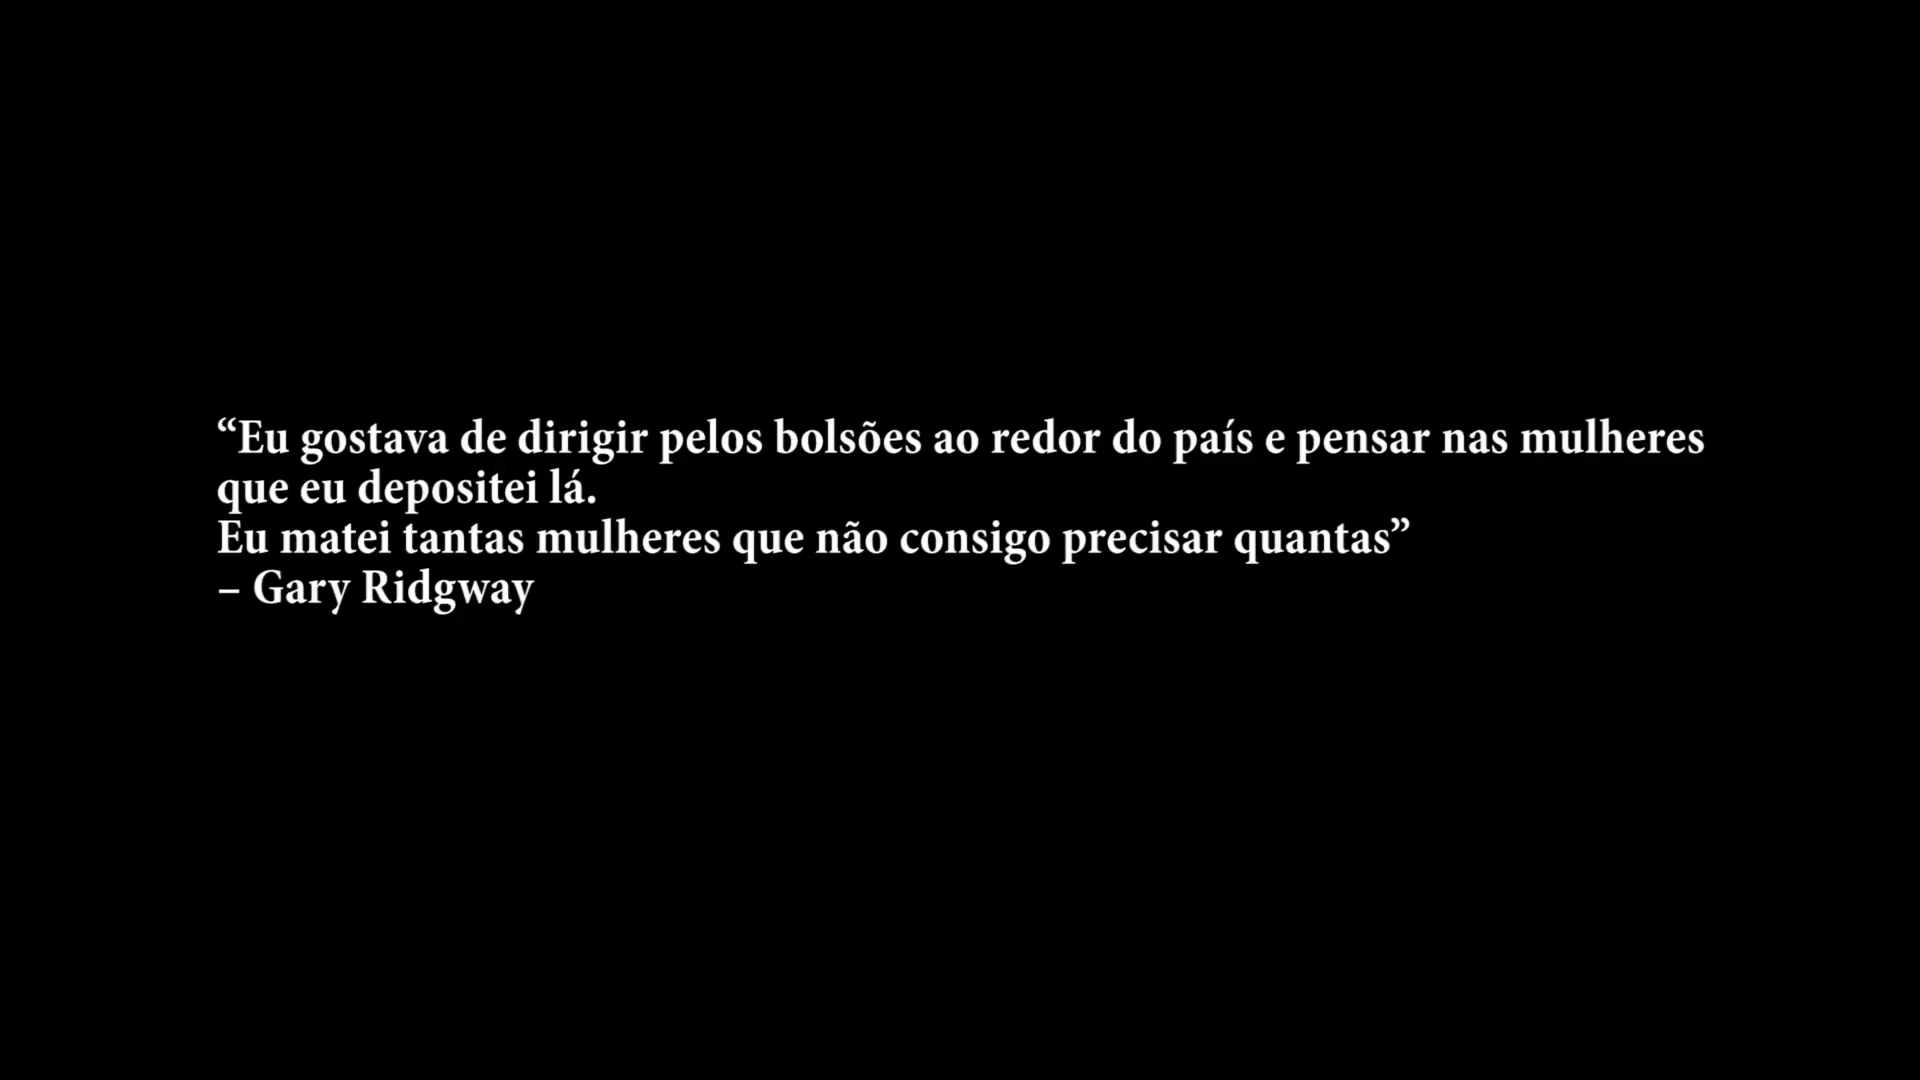 “Eu gostava de dirigir pelos bolsões ao redor do país e pensar nas mulheres
que eu depositei lá.
Eu matei tantas mulheres que não consigo precisar quantas”
– Gary Ridgway